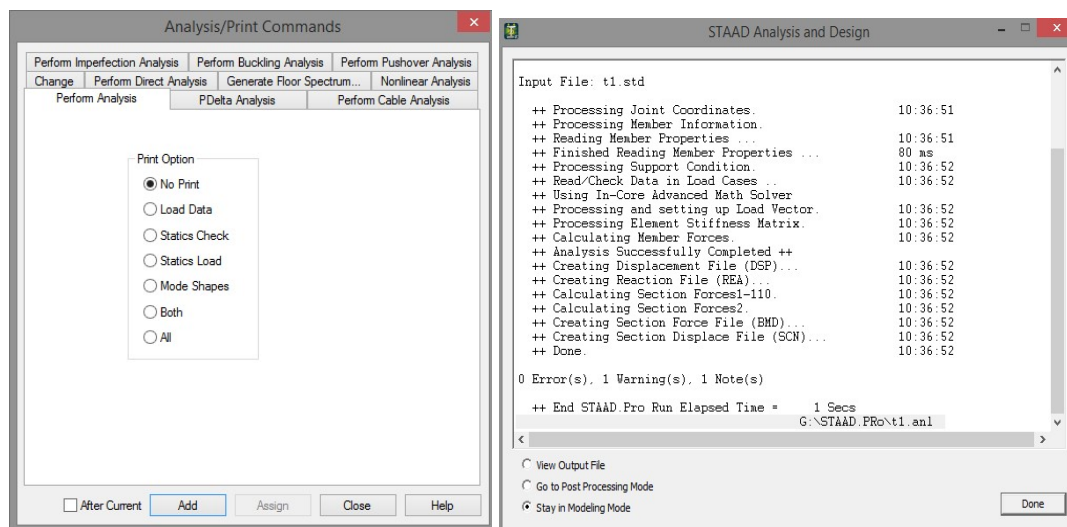 Analysis/Print Commands
Perform Imperfection Analysis Perform Buckling Analysis Perform Pushover Analysis
Change Perform Direct Analysis Generate Floor Spectrum... Nonlinear Analysis
Perform Analysis PDelta Analysis Perform Cable Analysis
Print Option
No Print
Load Data
Statics Check
Statics Load
Mode Shapes
Both
All
After Current Add Assign Close Help
STAAD Analysis and Design
Input File: t1.std
++ Processing Joint Coordinates. 10:36:51
++ Processing Member Information.
++ Reading Member Properties ... 10:36:51
++ Finished Reading Member Properties ... 80 ms
++ Processing Support Condition. 10:36:52
++ Read/Check Data in Load Cases .. 10:36:52
++ Using In-Core Advanced Math Solver
++ Processing and setting up Load Vector. 10:36:52
++ Processing Element Stiffness Matrix. 10:36:52
++ Calculating Member Forces. 10:36:52
++ Analysis Successfully Completed ++
++ Creating Displacement File (DSP)... 10:36:52
++ Creating Reaction File (REA)... 10:36:52
++ Calculating Section Forces1-110. 10:36:52
++ Calculating Section Forces2. 10:36:52
++ Creating Section Force File (BMD)... 10:36:52
++ Creating Section Displace File (SCN)... 10:36:52
++ Done. 10:36:52
0 Error(s), 1 Warning(s), 1 Note(s)
++ End STAAD.Pro Run Elapsed Time = 1 Secs
G:\STAAD.PRo\t1.anl
View Output File
Go to Post Processing Mode
Stay in Modeling Mode
Done